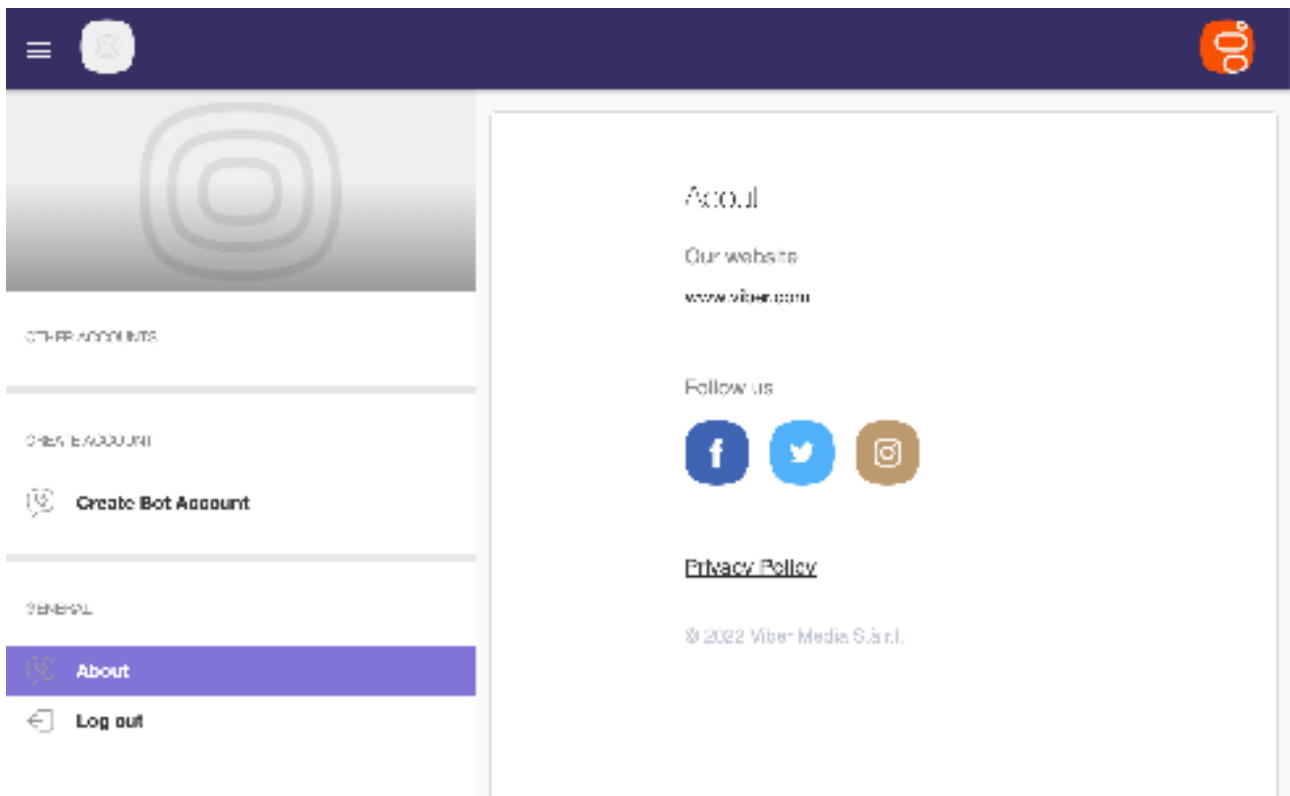 OTHER ACCOUNTS
CREATE ACCOUNT
Create Bot Account
GENERAL
About
Log out
About
Our website
www.viber.com
Follow us
Privacy Policy
© 2022 Viber Media S.à r.l.